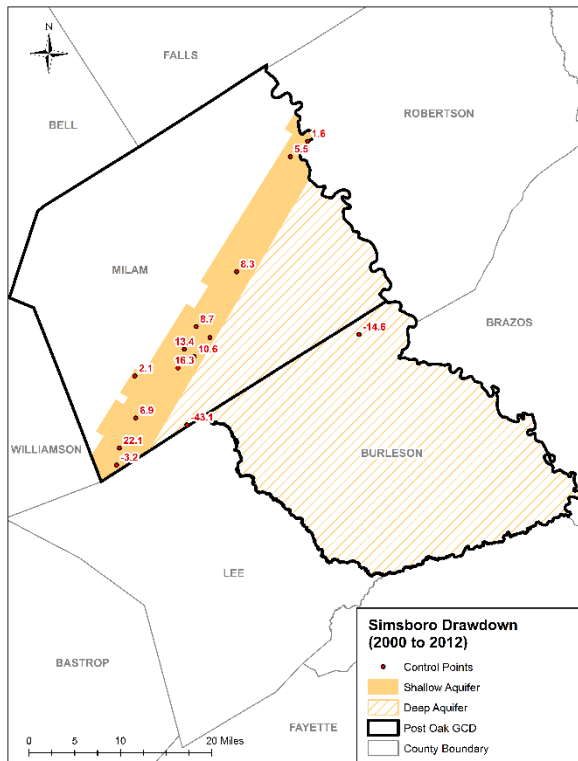 N
FALLS
BELL
ROBERTSON
1.6
5.5
MILAM
8.3
BRAZOS
8.7
-14.6
13.4
10.6
16.3
2.1
6.9
-43.1
WILLIAMSON
22.1
BURLESON
-3.2
LEE
BASTROP
FAYETTE
Simsboro Drawdown
(2000 to 2012)
Control Points
Shallow Aquifer
Deep Aquifer
Post Oak GCD
County Boundary
0 5 10 20 Miles